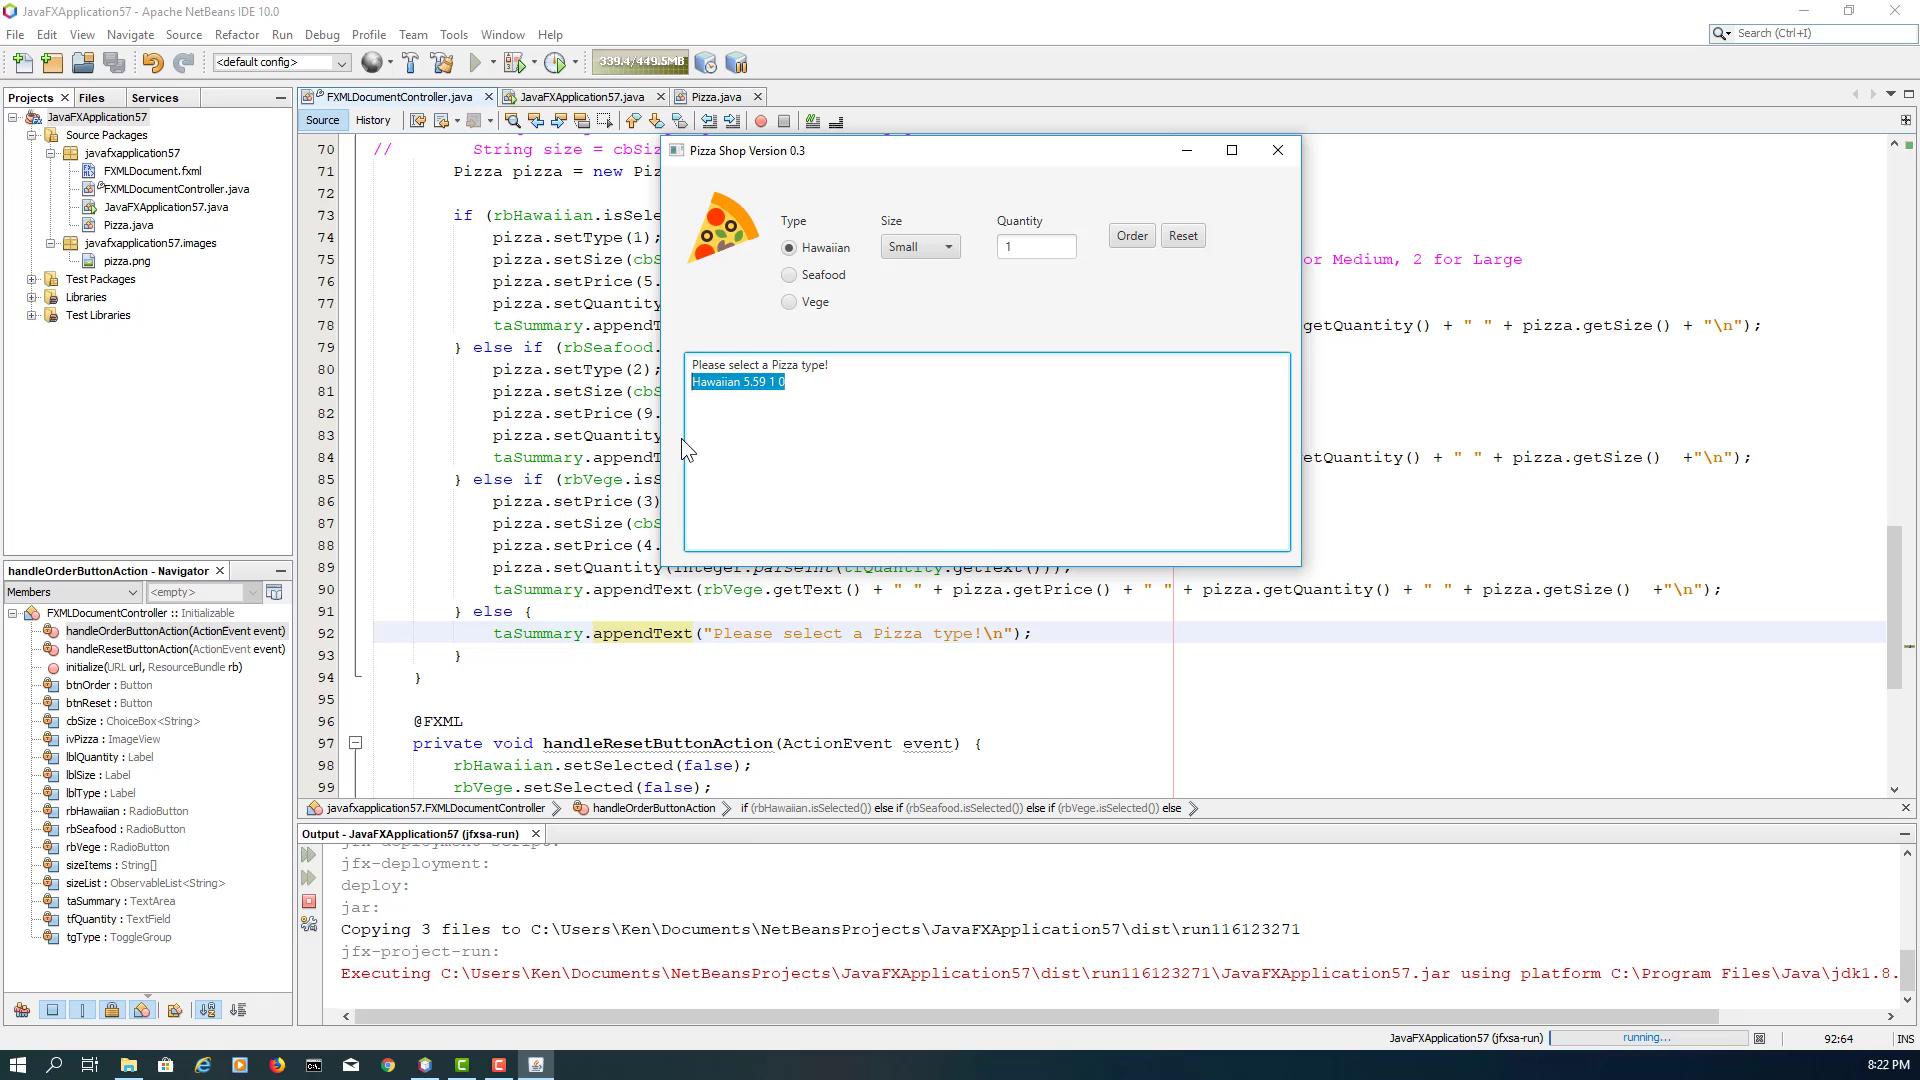 JavaFXApplication57 - Apache NetBeans IDE 10.0
File Edit View Navigate Source Refactor Run Debug Profile Team Tools Window Help
Search (Ctrl+I)
<default config>
339.4/449.5MB
Projects Files Services
JavaFXApplication57
Source Packages
javafxapplication57
FXMLDocument.fxml
FXMLDocumentController.java
JavaFXApplication57.java
Pizza.java
javafxapplication57.images
pizza.png
Test Packages
Libraries
Test Libraries
FXMLDocumentController.java JavaFXApplication57.java Pizza.java
Source History
70 // String size = cbSiz
71 Pizza pizza = new Piz
72
73 if (rbHawaiian.isSele
74 pizza.setType(1);
75 pizza.setSize(cbS or Medium, 2 for Large
76 pizza.setPrice(5.
77 pizza.setQuantity
78 taSummary.appendT getQuantity() + " " + pizza.getSize() + "\n");
79 } else if (rbSeafood.
80 pizza.setType(2);
81 pizza.setSize(cbS
82 pizza.setPrice(9.
83 pizza.setQuantity
84 taSummary.appendT etQuantity() + " " + pizza.getSize()  +"\n");
85 } else if (rbVege.isS
86 pizza.setPrice(3)
87 pizza.setSize(cbS
88 pizza.setPrice(4.
89 pizza.setQuantity(Integer.parseInt(tfQuantity.getText()));
90 taSummary.appendText(rbVege.getText() + " " + pizza.getPrice() + " " + pizza.getQuantity() + " " + pizza.getSize()  +"\n");
91 } else {
92 taSummary.appendText("Please select a Pizza type!\n");
93 }
94 }
95
96 @FXML
97 private void handleResetButtonAction(ActionEvent event) {
98 rbHawaiian.setSelected(false);
99 rbVege.setSelected(false);
Pizza Shop Version 0.3
Type Size Quantity
Hawaiian Small 1 Order Reset
Seafood
Vege
Please select a Pizza type!
Hawaiian 5.59 1 0
javafxapplication57.FXMLDocumentController handleOrderButtonAction if (rbHawaiian.isSelected()) else if (rbSeafood.isSelected()) else if (rbVege.isSelected()) else
handleOrderButtonAction - Navigator
Members <empty>
FXMLDocumentController :: Initializable
handleOrderButtonAction(ActionEvent event)
handleResetButtonAction(ActionEvent event)
initialize(URL url, ResourceBundle rb)
btnOrder : Button
btnReset : Button
cbSize : ChoiceBox<String>
ivPizza : ImageView
lblQuantity : Label
lblSize : Label
lblType : Label
rbHawaiian : RadioButton
rbSeafood : RadioButton
rbVege : RadioButton
sizeItems : String[]
sizeList : ObservableList<String>
taSummary : TextArea
tfQuantity : TextField
tgType : ToggleGroup
Output - JavaFXApplication57 (jfxsa-run)
jfx-deployment-script:
jfx-deployment:
deploy:
jar:
Copying 3 files to C:\Users\Ken\Documents\NetBeansProjects\JavaFXApplication57\dist\run116123271
jfx-project-run:
Executing C:\Users\Ken\Documents\NetBeansProjects\JavaFXApplication57\dist\run116123271\JavaFXApplication57.jar using platform C:\Program Files\Java\jdk1.8.
JavaFXApplication57 (jfxsa-run) running... 92:64 INS
8:22 PM